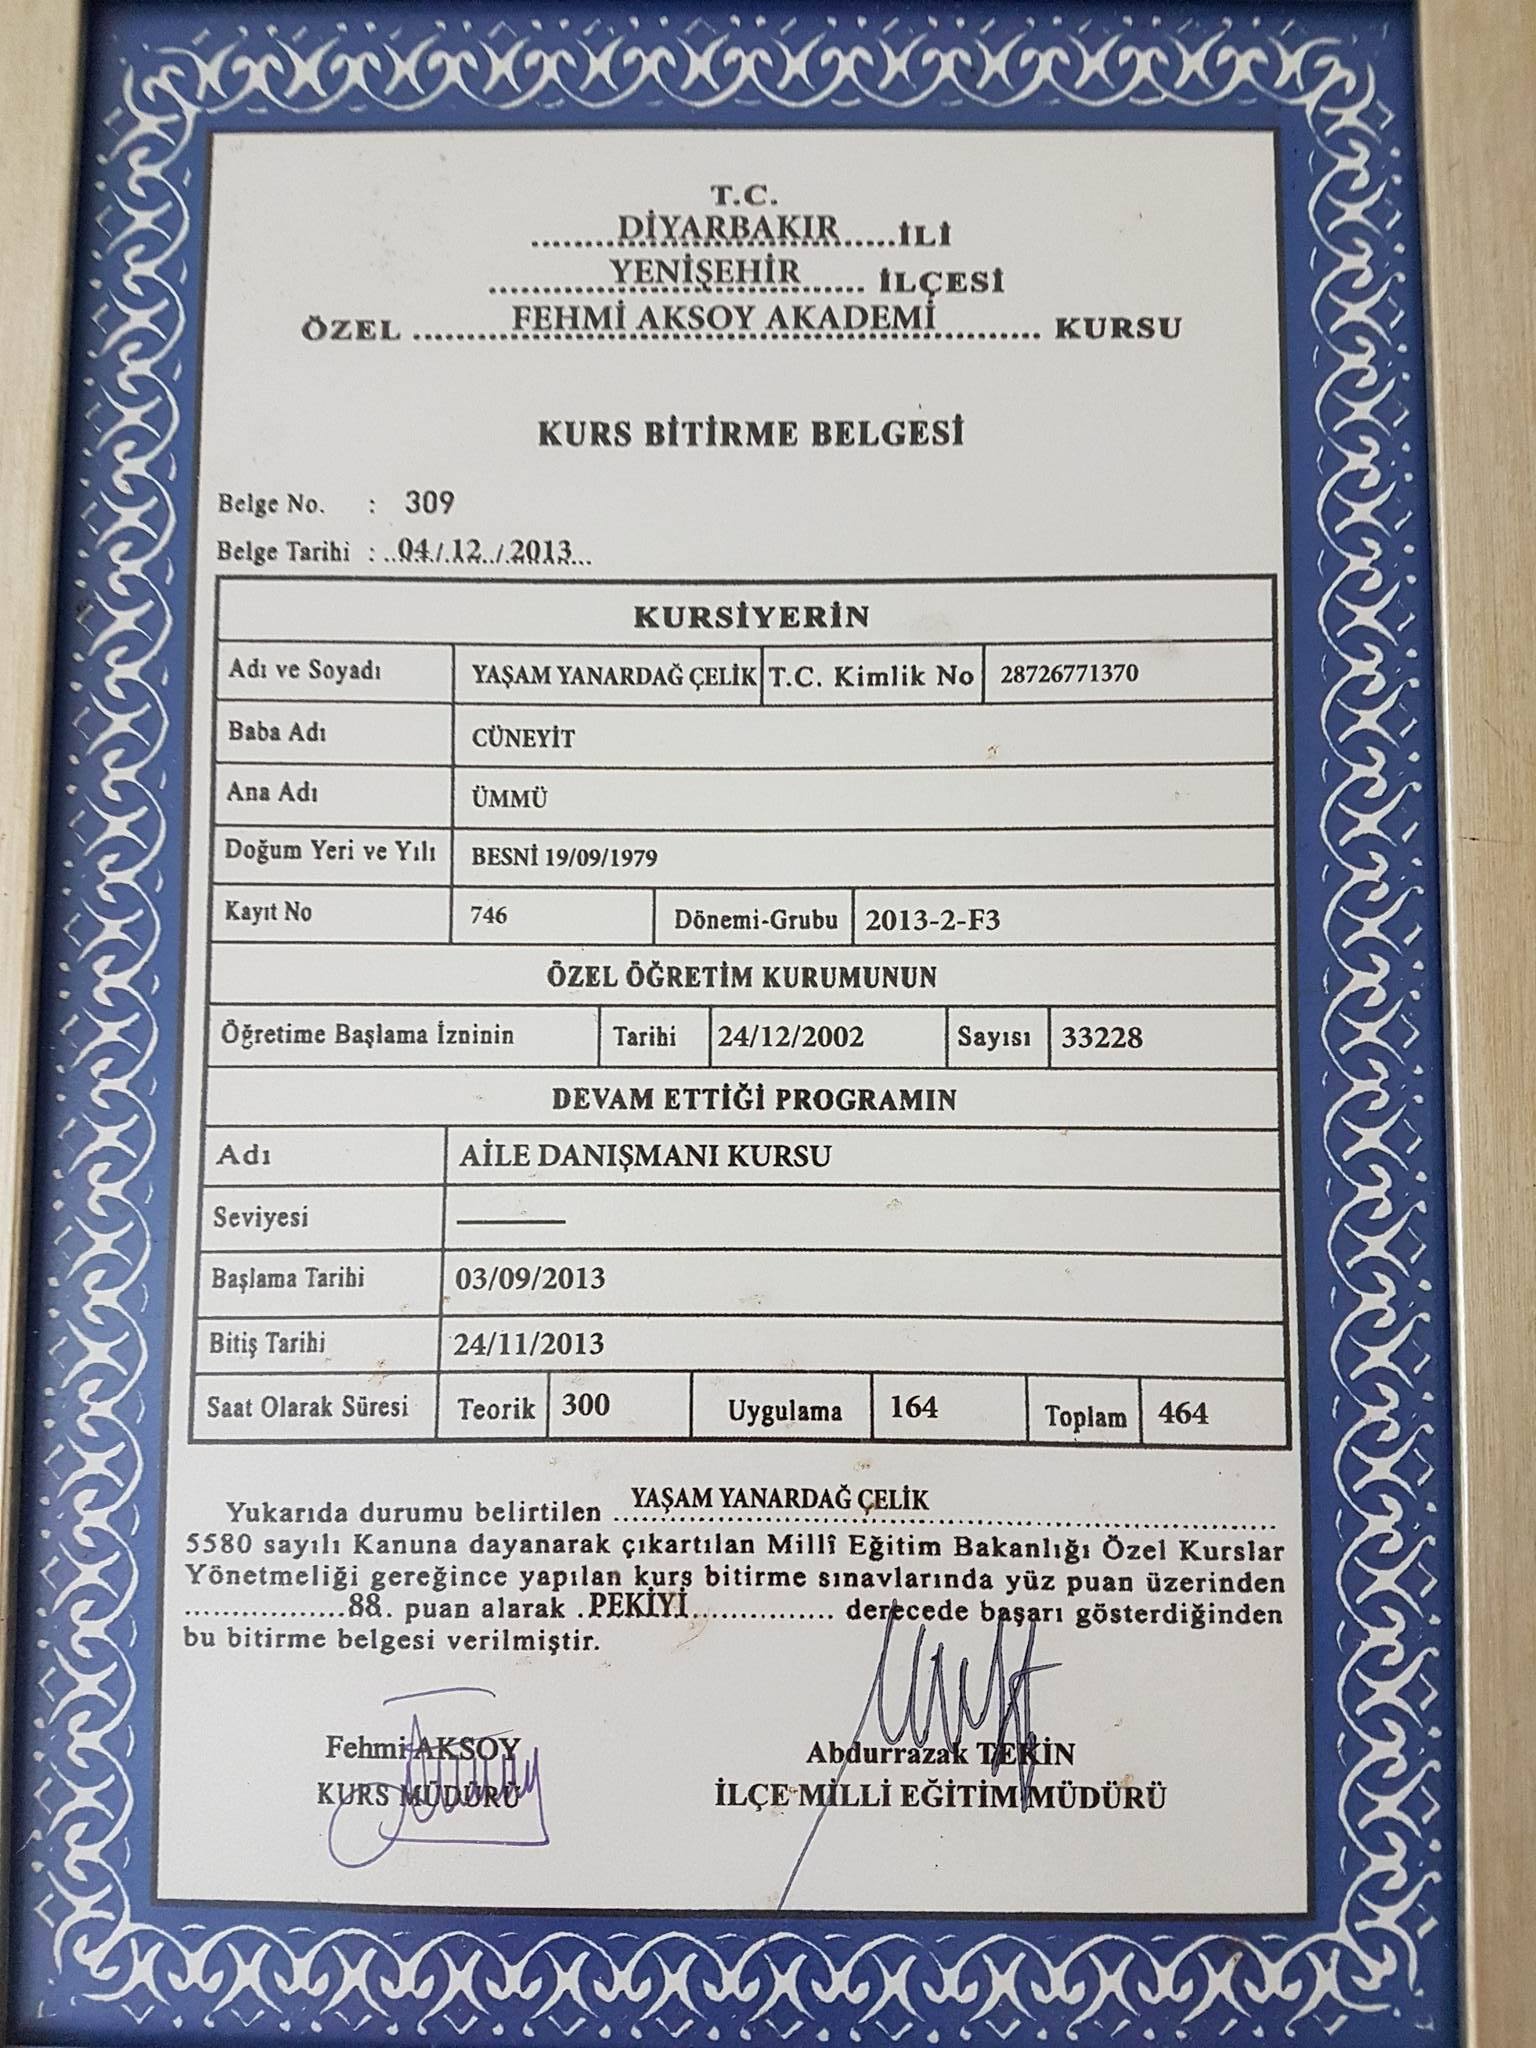 T.C.
........DİYARBAKIR.....İLİ
............YENİŞEHİR...... İLÇESİ
ÖZEL ..........FEHMİ AKSOY AKADEMİ.......... KURSU
KURS BİTİRME BELGESİ
Belge No. : 309
Belge Tarihi : ..04./.12../.2013...
KURSİYERİN
Adı ve Soyadı YAŞAM YANARDAĞ ÇELİK T.C. Kimlik No 28726771370
Baba Adı CÜNEYİT
Ana Adı ÜMMÜ
Doğum Yeri ve Yılı BESNİ 19/09/1979
Kayıt No 746 Dönemi-Grubu 2013-2-F3
ÖZEL ÖĞRETİM KURUMUNUN
Öğretime Başlama İzninin Tarihi 24/12/2002 Sayısı 33228
DEVAM ETTİĞİ PROGRAMIN
Adı AİLE DANIŞMANI KURSU
Seviyesi ———
Başlama Tarihi 03/09/2013
Bitiş Tarihi 24/11/2013
Saat Olarak Süresi Teorik 300 Uygulama 164 Toplam 464
Yukarıda durumu belirtilen YAŞAM YANARDAĞ ÇELİK
5580 sayılı Kanuna dayanarak çıkartılan Millî Eğitim Bakanlığı Özel Kurslar
Yönetmeliği gereğince yapılan kurs bitirme sınavlarında yüz puan üzerinden
.................88. puan alarak .PEKİYİ............... derecede başarı gösterdiğinden
bu bitirme belgesi verilmiştir.
Fehmi AKSOY Abdurrazak TEKİN
KURS MÜDÜRÜ İLÇE MİLLİ EĞİTİM MÜDÜRÜ